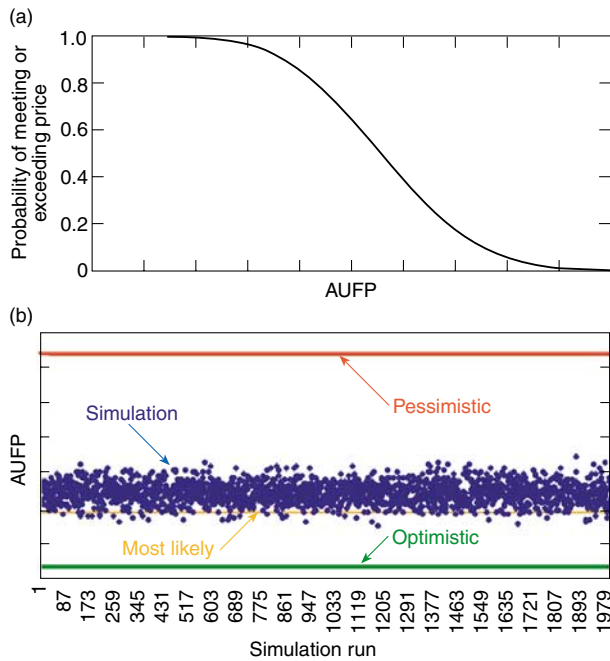 (a)
Probability of meeting or
exceeding price
1.0
0.8
0.6
0.4
0.2
0
AUFP
(b)
AUFP
Pessimistic
Simulation
Most likely
Optimistic
1
87
173
259
345
431
517
603
689
775
861
947
1033
1119
1205
1291
1377
1463
1549
1635
1721
1807
1893
1979
Simulation run